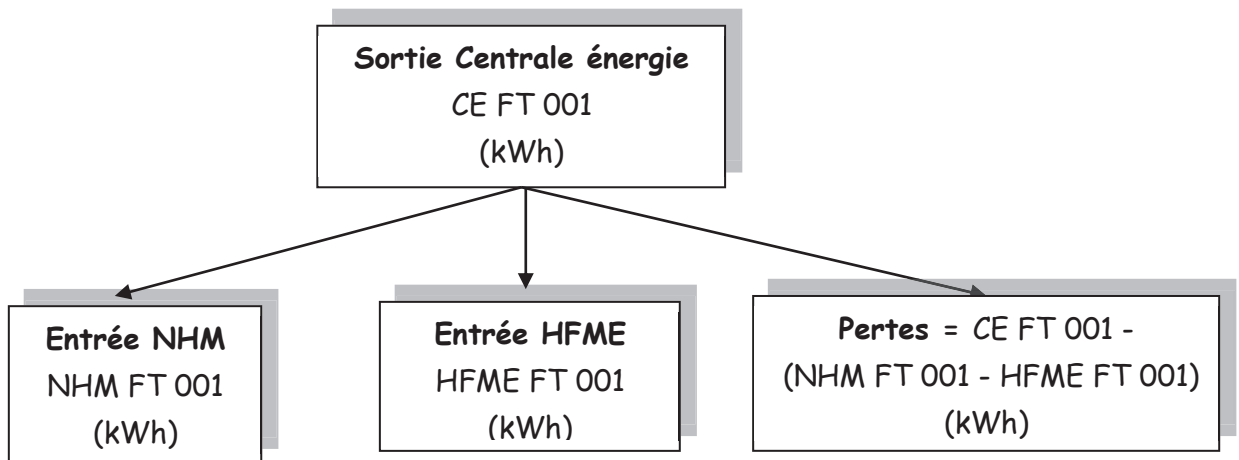 Sortie Centrale énergie
CE FT 001
(kWh)
Entrée NHM
NHM FT 001
(kWh)
Entrée HFME
HFME FT 001
(kWh)
Pertes = CE FT 001 -
(NHM FT 001 - HFME FT 001)
(kWh)